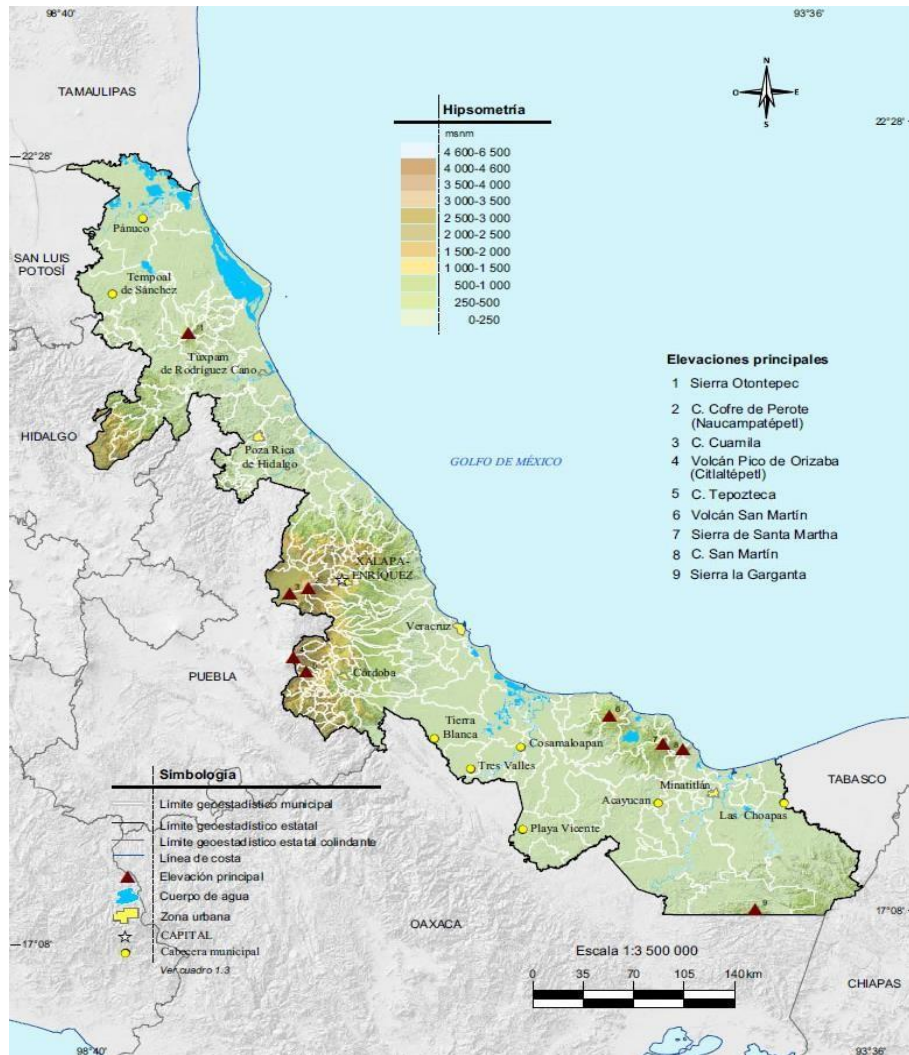 98°40'
93°36'
TAMAULIPAS
N
O
E
S
Hipsometría
msnm
4 600-6 500
4 000-4 600
3 500-4 000
3 000-3 500
2 500-3 000
2 000-2 500
1 500-2 000
1 000-1 500
500-1 000
250-500
0-250
22°28'
22°28'
Pánuco
SAN LUIS
POTOSÍ
Tempoal
de Sánchez
1
Túxpam
de Rodríguez Cano
Elevaciones principales
1 Sierra Otontepec
2 C. Cofre de Perote
(Naucampatépetl)
3 C. Cuamila
4 Volcán Pico de Orizaba
(Citlaltépetl)
5 C. Tepozteca
6 Volcán San Martín
7 Sierra de Santa Martha
8 C. San Martín
9 Sierra la Garganta
HIDALGO
Poza Rica
de Hidalgo
GOLFO DE MÉXICO
XALAPA-
ENRÍQUEZ
3
Veracruz
PUEBLA
Córdoba
6
Tierra
Blanca
Cosamaloapan
7
8
Tres Valles
Minatitlán
TABASCO
Acayucan
Las Choapas
Playa Vicente
Simbología
Límite geoestadístico municipal
Límite geoestadístico estatal
Límite geoestadístico estatal colindante
Línea de costa
Elevación principal
Cuerpo de agua
Zona urbana
CAPITAL
Cabecera municipal
Ver cuadro 1.3
9
17°08'
17°08'
OAXACA
Escala 1:3 500 000
0 35 70 105 140 km
CHIAPAS
98°40'
93°36'